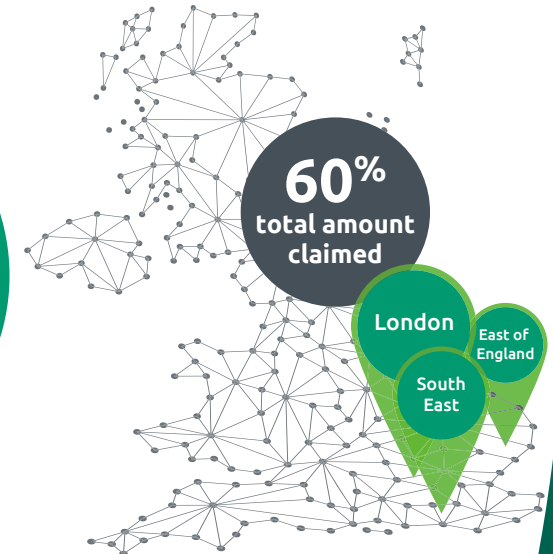 60%
total amount
claimed
London
East of
England
South
East